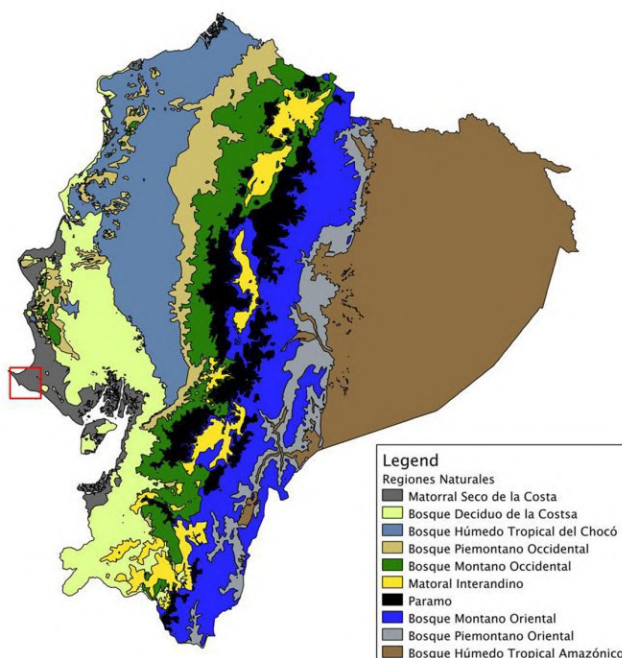 Legend
Regiones Naturales
Matorral Seco de la Costa
Bosque Deciduo de la Costsa
Bosque Húmedo Tropical del Chocó
Bosque Piemontano Occidental
Bosque Montano Occidental
Matoral Interandino
Paramo
Bosque Montano Oriental
Bosque Piemontano Oriental
Bosque Húmedo Tropical Amazónico